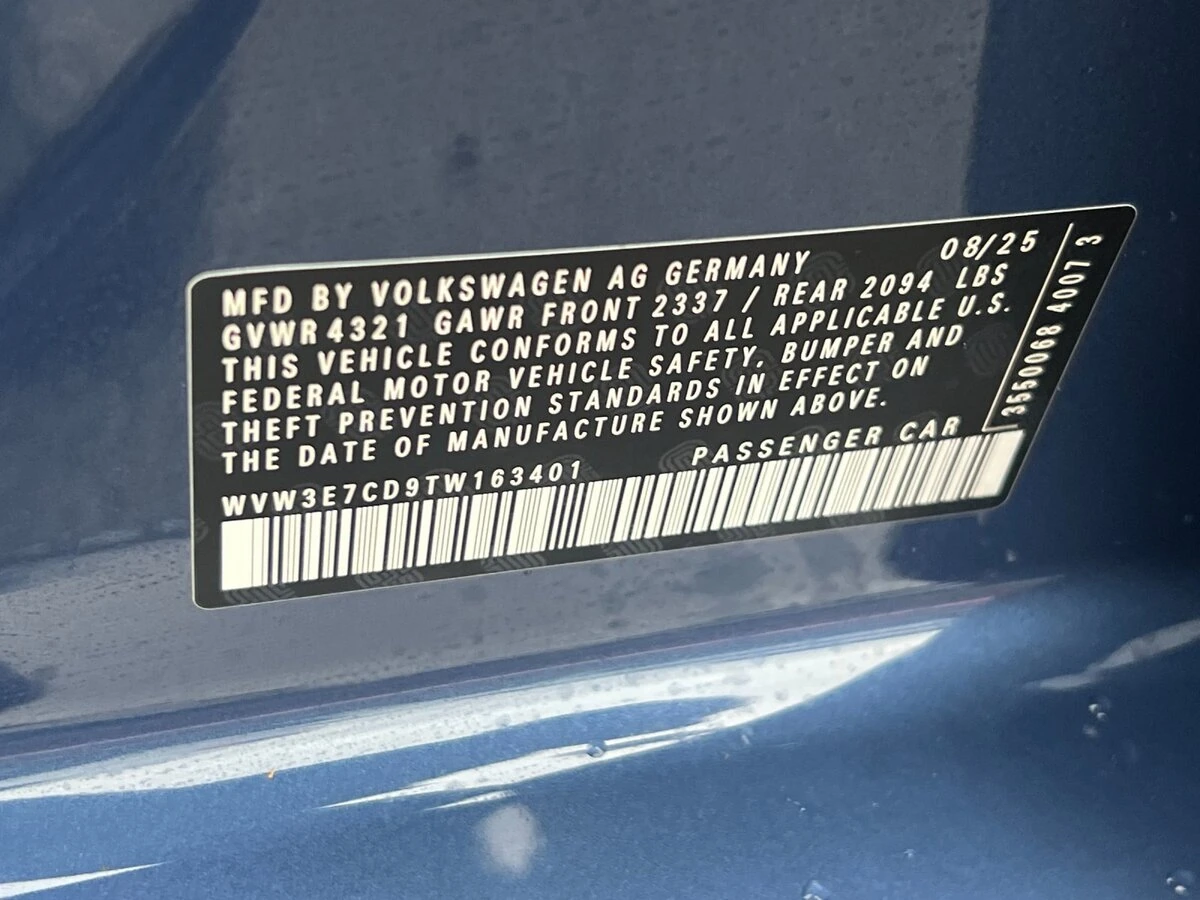 MFD BY VOLKSWAGEN AG GERMANY 08/25
GVWR 4321 GAWR FRONT 2337 / REAR 2094 LBS
THIS VEHICLE CONFORMS TO ALL APPLICABLE U.S.
FEDERAL MOTOR VEHICLE SAFETY, BUMPER AND
THEFT PREVENTION STANDARDS IN EFFECT ON
THE DATE OF MANUFACTURE SHOWN ABOVE.
WVW3E7CD9TW163401 PASSENGER CAR
3550068 4007 3